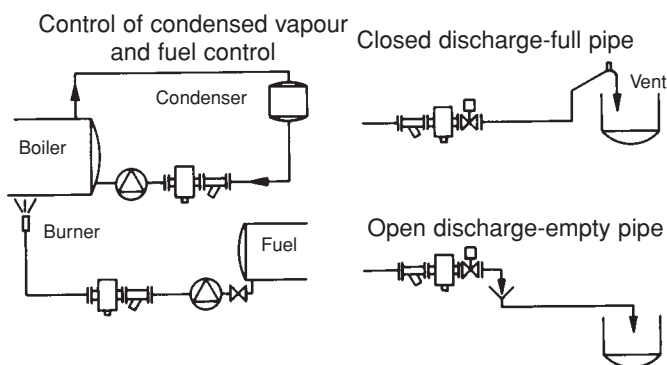 Control of condensed vapour
and fuel control
Condenser
Boiler
Burner
Fuel
Closed discharge-full pipe
Vent
Open discharge-empty pipe